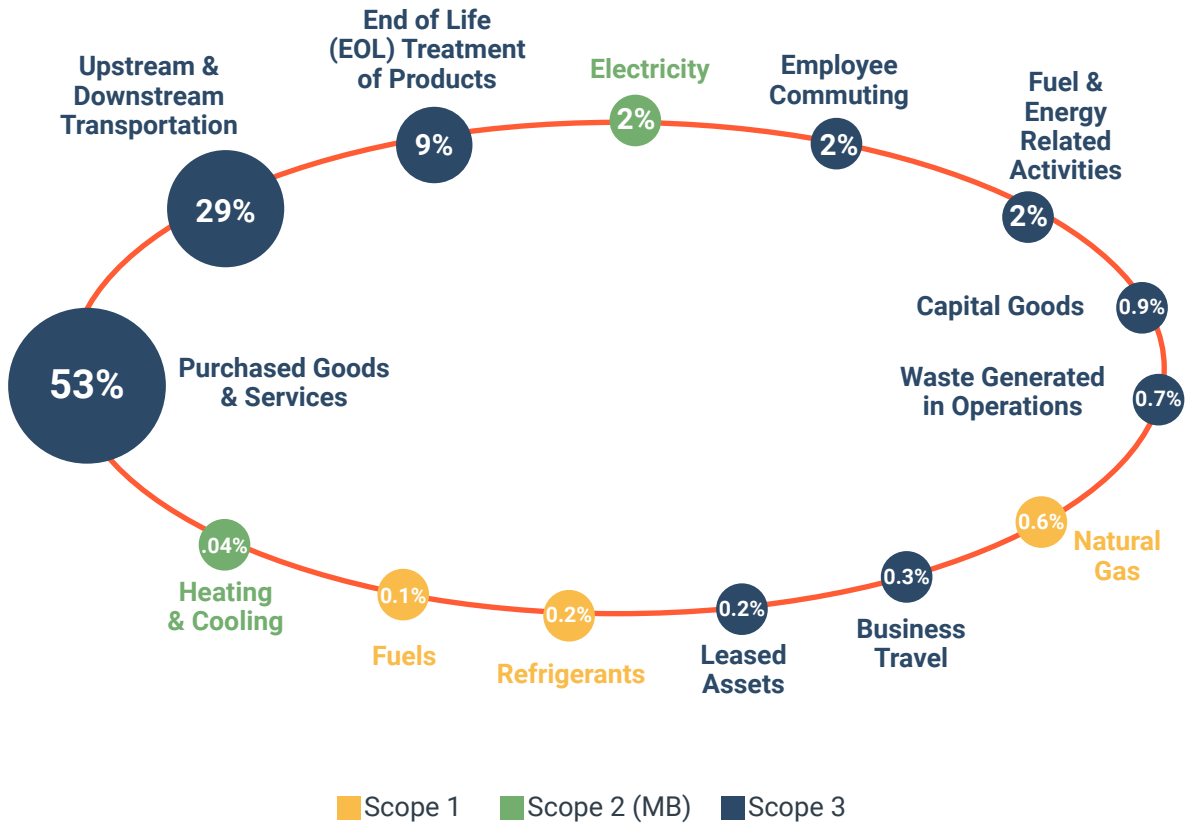 End of Life
(EOL) Treatment
of Products
9%
Upstream &
Downstream
Transportation
29%
Electricity
2%
Employee
Commuting
2%
Fuel &
Energy
Related
Activities
2%
Capital Goods
0.9%
Waste Generated
in Operations
0.7%
53%
Purchased Goods
& Services
0.6%
Natural
Gas
0.3%
Business
Travel
0.2%
Leased
Assets
0.2%
Refrigerants
0.1%
Fuels
.04%
Heating
& Cooling
Scope 1
Scope 2 (MB)
Scope 3